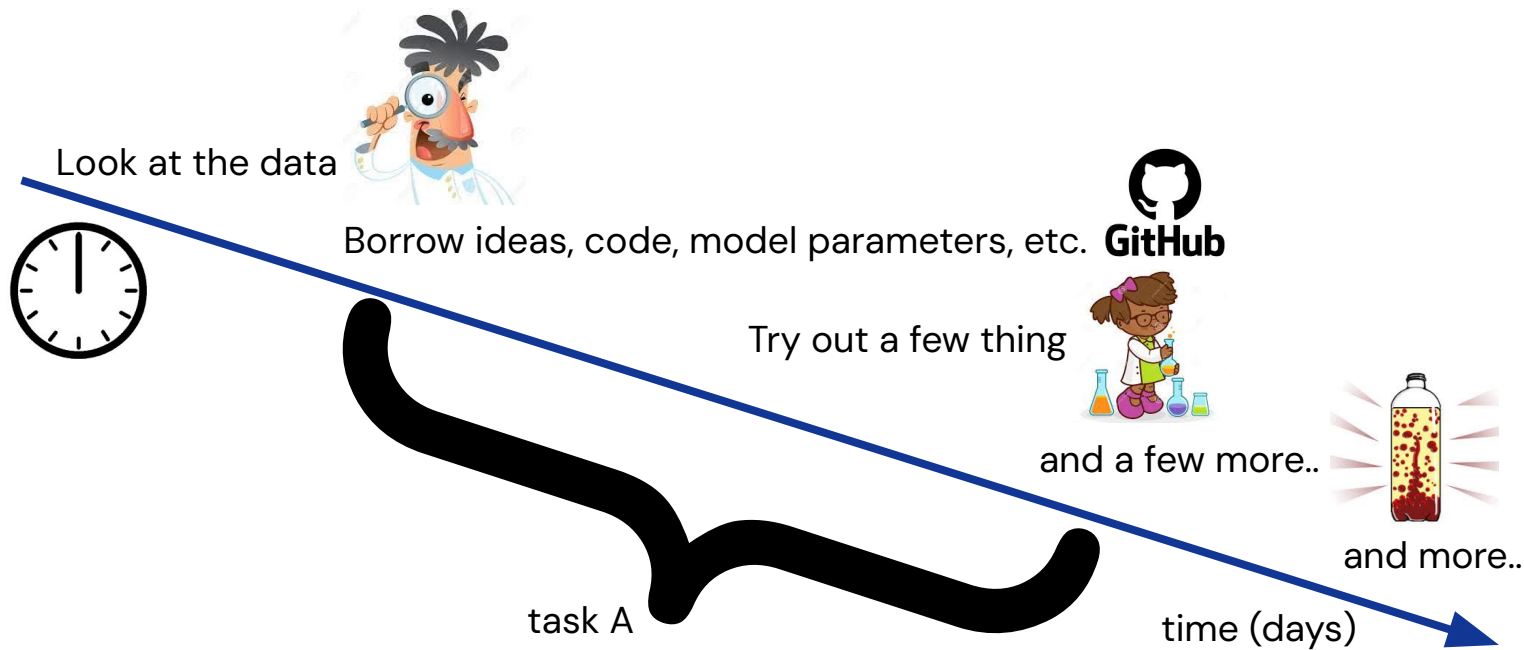 Look at the data
Borrow ideas, code, model parameters, etc. GitHub
Try out a few thing
and a few more..
and more..
task A
time (days)